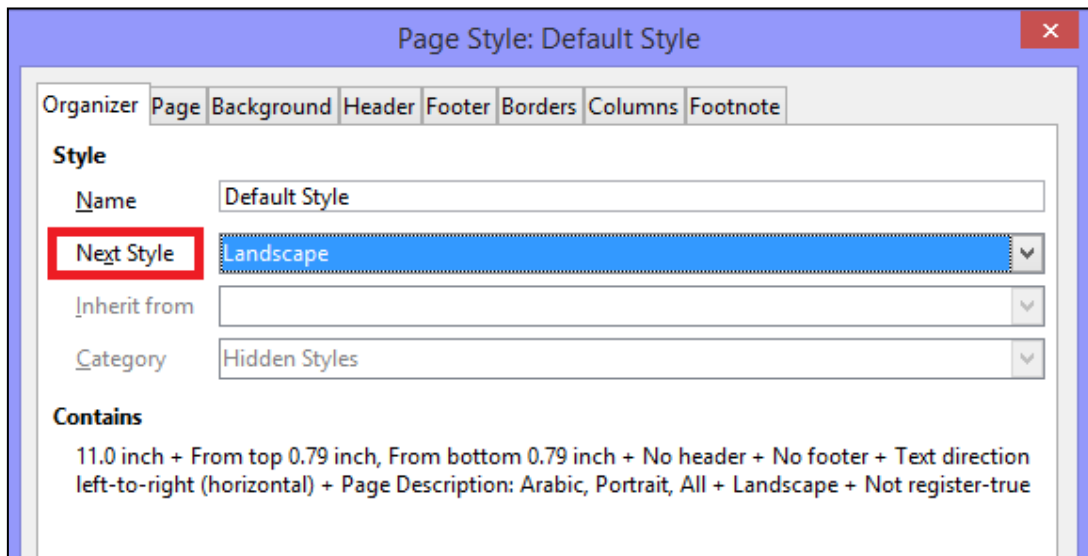 Page Style: Default Style
Organizer Page Background Header Footer Borders Columns Footnote
Style
Name Default Style
Next Style Landscape
Inherit from
Category Hidden Styles
Contains
11.0 inch + From top 0.79 inch, From bottom 0.79 inch + No header + No footer + Text direction
left-to-right (horizontal) + Page Description: Arabic, Portrait, All + Landscape + Not register-true